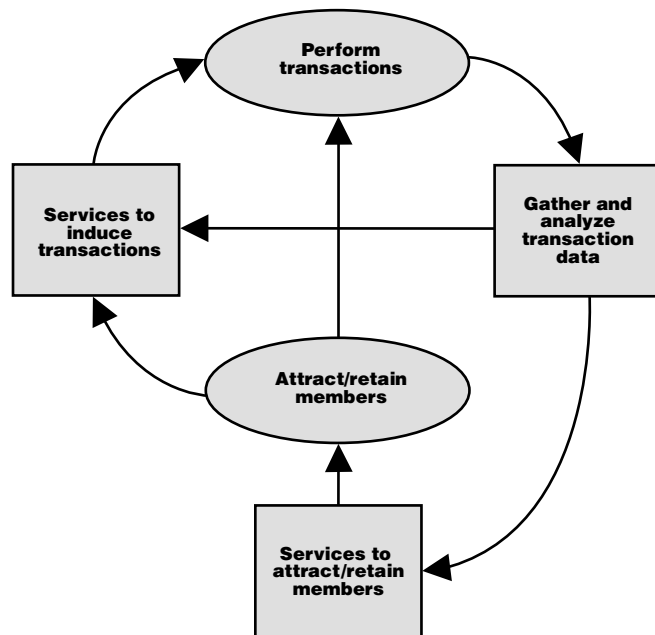 Perform
transactions
Services to
induce
transactions
Gather and
analyze
transaction
data
Attract/retain
members
Services to
attract/retain
members